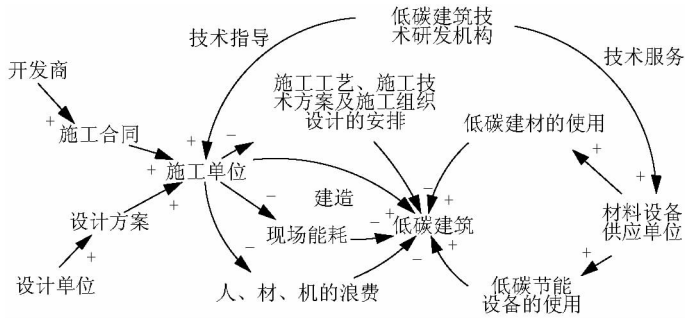 低碳建筑技
术研发机构
技术指导
技术服务
开发商
施工工艺、施工技
术方案及施工组织
设计的安排
+
施工合同
低碳建材的使用
+
+
−
+
+
+
施工单位
+
建造
−
+
设计方案
−
现场能耗
−
+
低碳建筑
材料设备
供应单位
+
−
−
+
+
设计单位
人、材、机的浪费
低碳节能
设备的使用